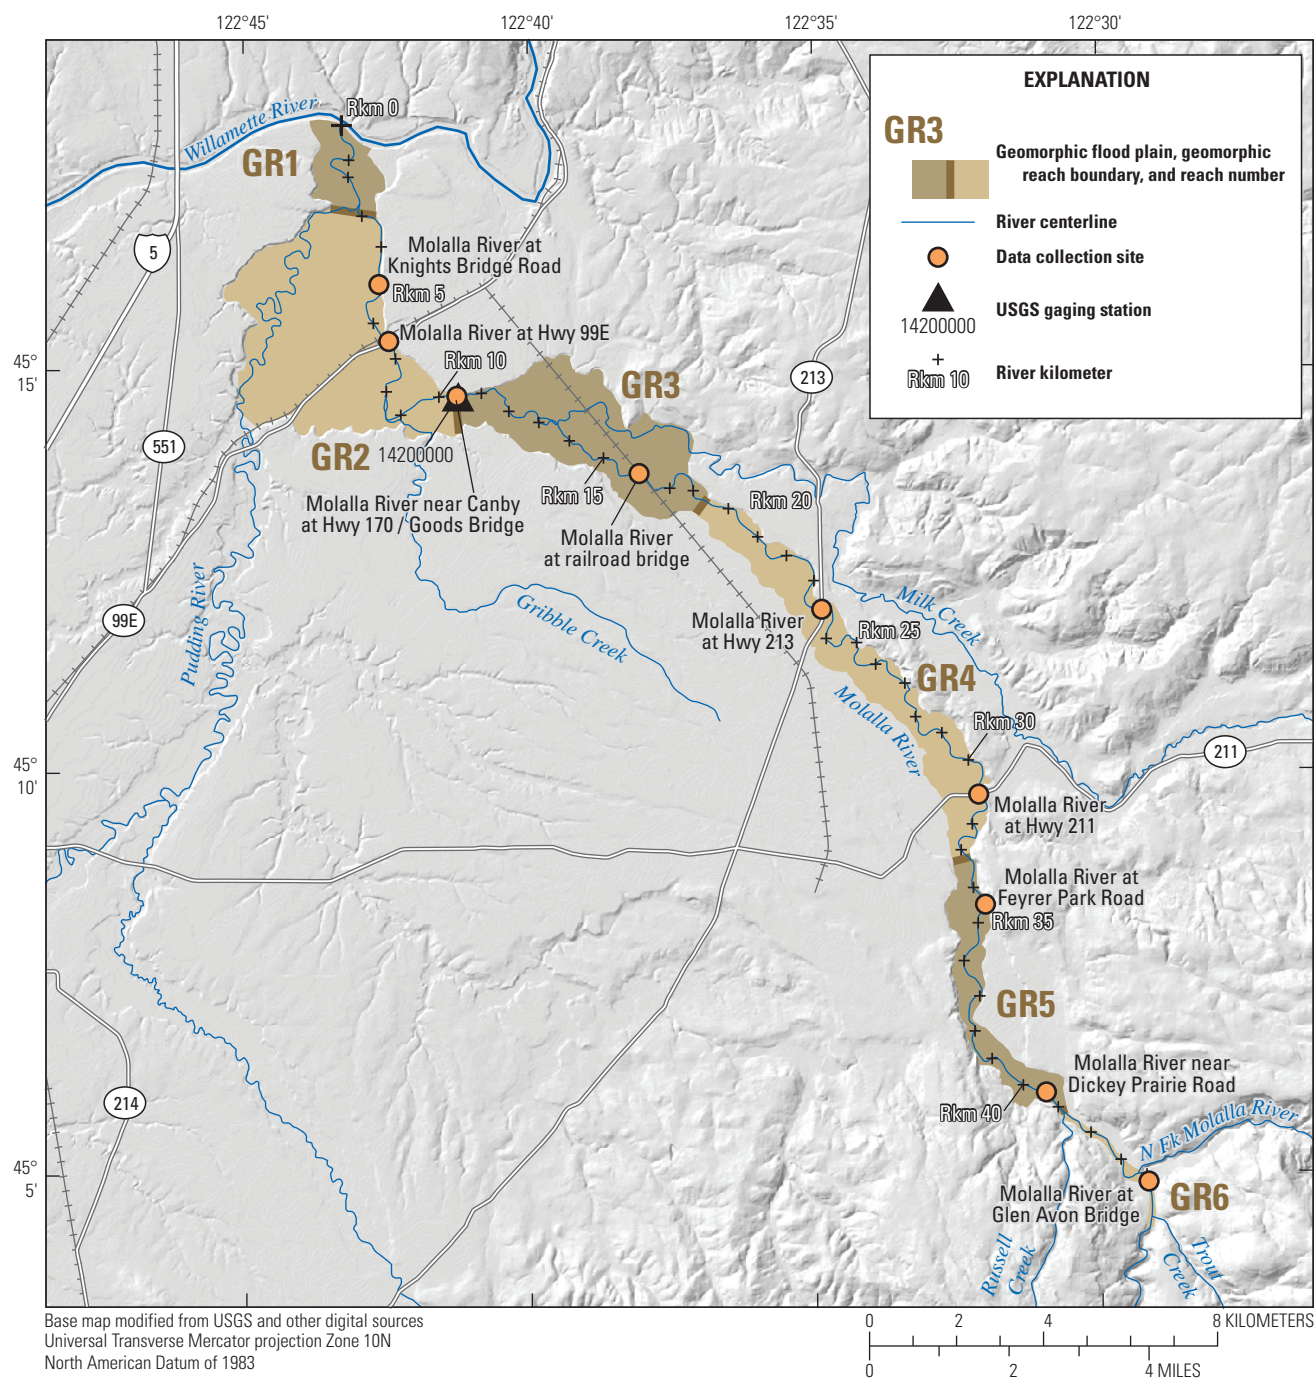 122°45'
122°40'
122°35'
122°30'
EXPLANATION
GR3
Geomorphic flood plain, geomorphic
reach boundary, and reach number
River centerline
Data collection site
14200000
USGS gaging station
Rkm 10
River kilometer
Willamette River
Rkm 0
GR1
5
Molalla River at
Knights Bridge Road
Rkm 5
Molalla River at Hwy 99E
Rkm 10
45°
15'
GR3
213
551
GR2
14200000
Molalla River near Canby
at Hwy 170 / Goods Bridge
Rkm 15
Rkm 20
Molalla River
at railroad bridge
Pudding River
99E
Gribble Creek
Milk Creek
Molalla River
at Hwy 213
Rkm 25
GR4
Molalla River
Rkm 30
211
45°
10'
Molalla River
at Hwy 211
Molalla River at
Feyrer Park Road
Rkm 35
GR5
Molalla River near
Dickey Prairie Road
Rkm 40
214
N Fk Molalla River
45°
5'
Molalla River at
Glen Avon Bridge
GR6
Russell
Creek
Trout
Creek
Base map modified from USGS and other digital sources
Universal Transverse Mercator projection Zone 10N
North American Datum of 1983
0 2 4 8 KILOMETERS
0 2 4 MILES